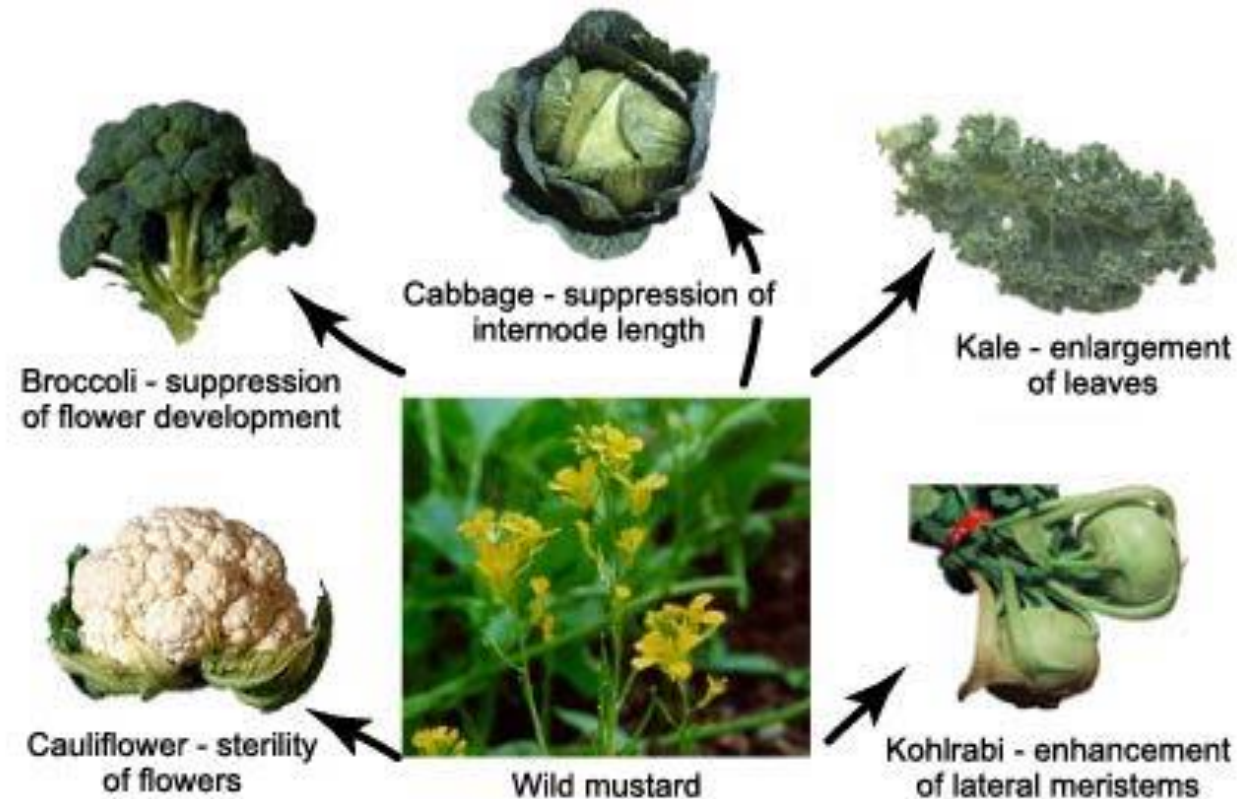 Cabbage - suppression of
internode length
Kale - enlargement
of leaves
Broccoli - suppression
of flower development
Cauliflower - sterility
of flowers
Wild mustard
Kohlrabi - enhancement
of lateral meristems